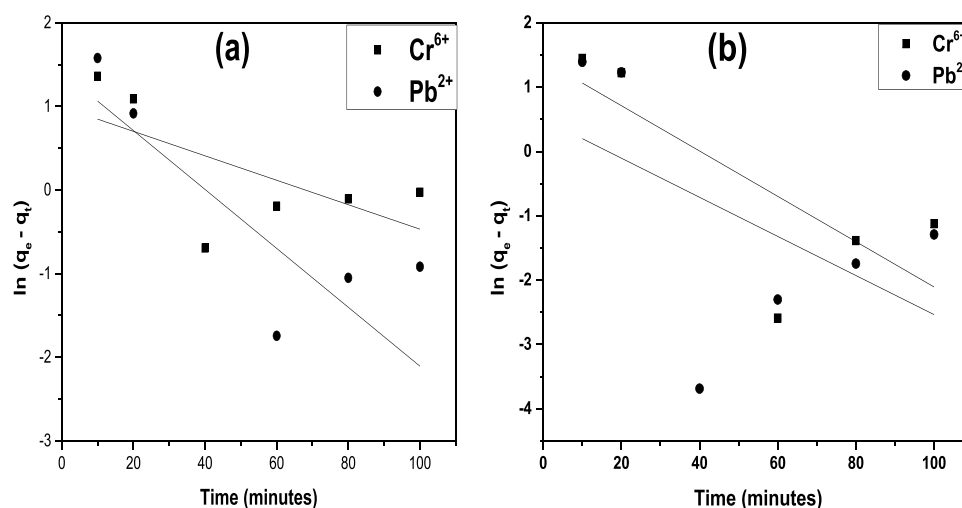 (a)
Cr⁶⁺
Pb²⁺
2
1
0
-1
-2
-3
ln (qₑ - qₜ)
0 20 40 60 80 100
Time (minutes)
(b)
Cr⁶⁺
Pb²
2
1
0
-1
-2
-3
-4
ln (qₑ - qₜ)
0 20 40 60 80 100
Time (minutes)